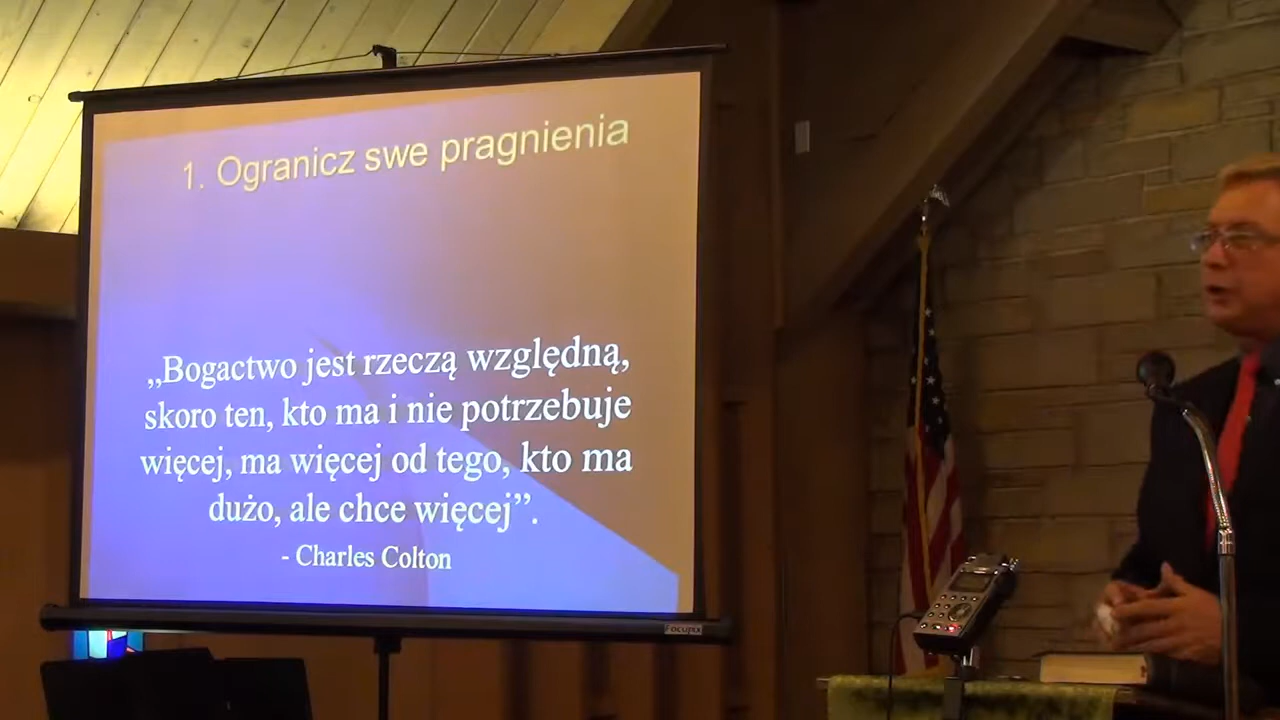 1. Ogranicz swe pragnienia
„Bogactwo jest rzeczą względną,
skoro ten, kto ma i nie potrzebuje
więcej, ma więcej od tego, kto ma
dużo, ale chce więcej”.
- Charles Colton
Focupix